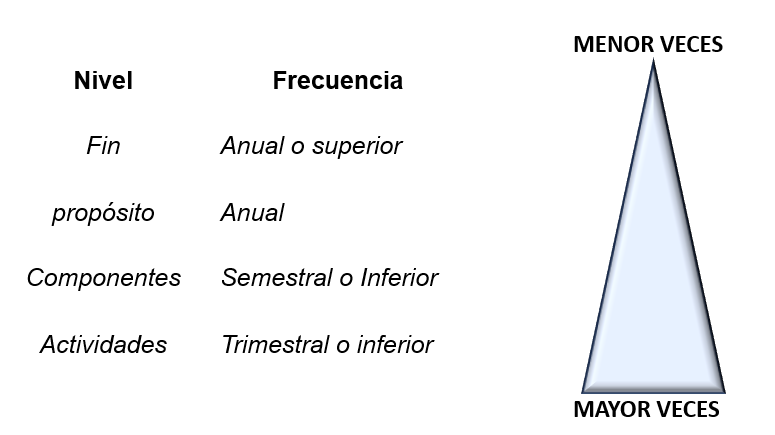 MENOR VECES
Nivel Frecuencia
Fin Anual o superior
propósito Anual
Componentes Semestral o Inferior
Actividades Trimestral o inferior
MAYOR VECES